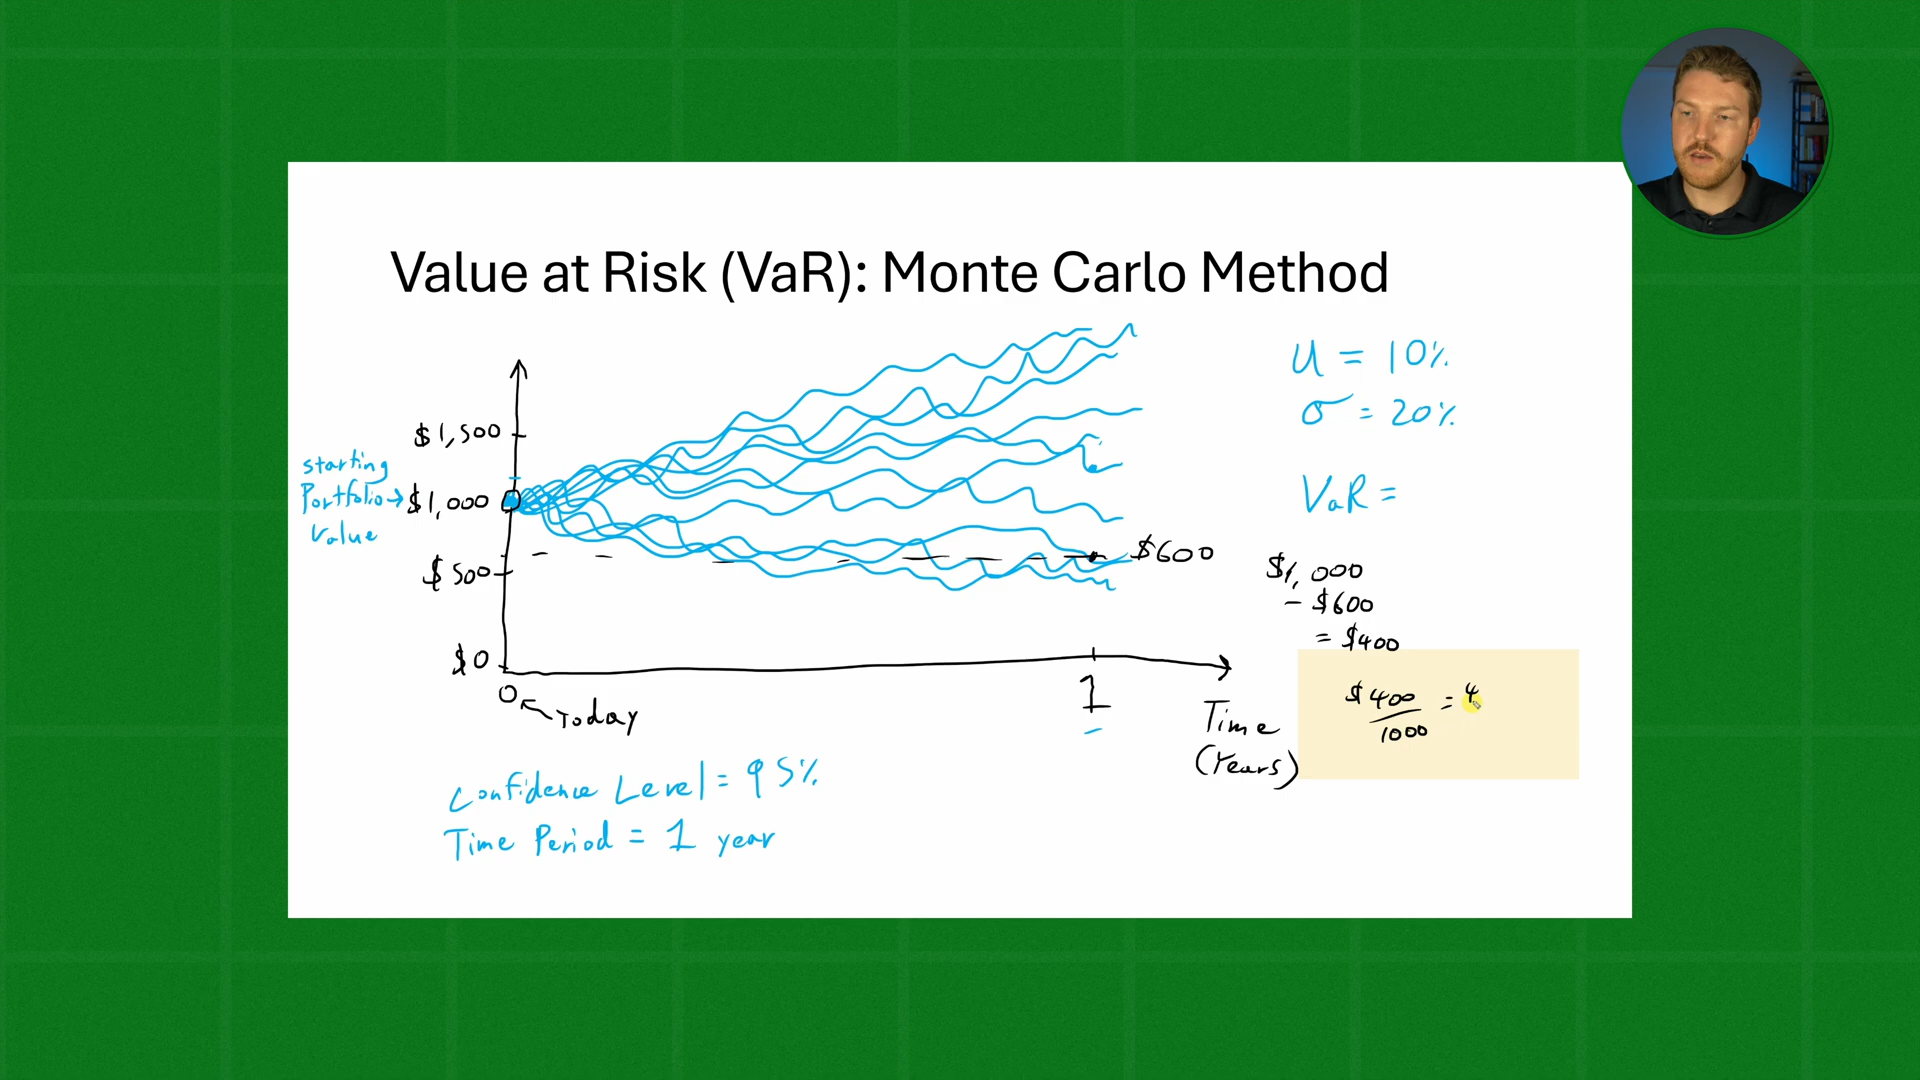 Value at Risk (VaR): Monte Carlo Method
$1,500
starting
Portfolio → $1,000
Value
$500
$0
0
Today
1
Time
(Years)
$600
Confidence Level = 95%
Time Period = 1 year
u = 10%
σ = 20%
VaR =
$1,000
- $600
= $400
$400 = 4
1000